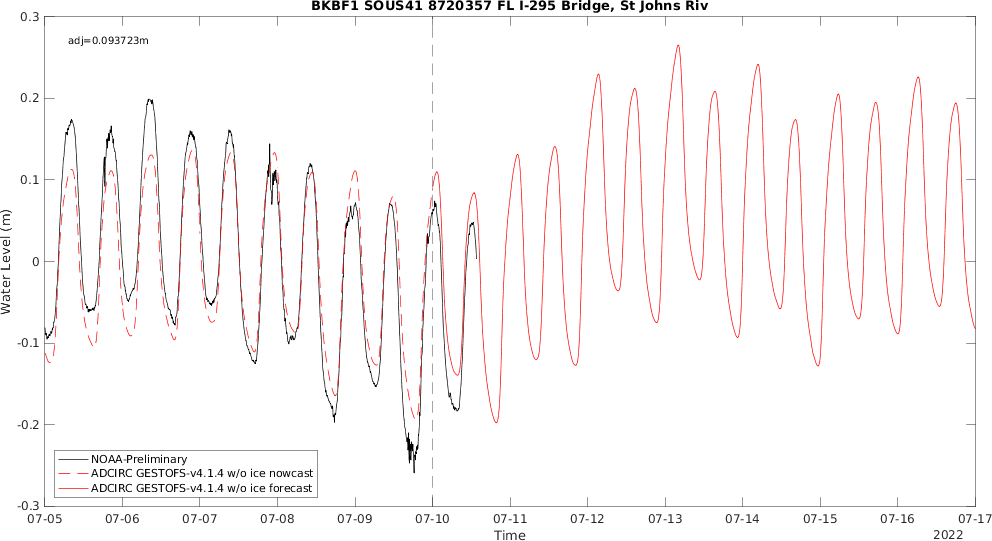 BKBF1 SOUS41 8720357 FL I-295 Bridge, St Johns Riv
adj=0.093723m
0.3
0.2
0.1
0
-0.1
-0.2
-0.3
Water Level (m)
NOAA-Preliminary
ADCIRC GESTOFS-v4.1.4 w/o ice nowcast
ADCIRC GESTOFS-v4.1.4 w/o ice forecast
07-05 07-06 07-07 07-08 07-09 07-10 07-11 07-12 07-13 07-14 07-15 07-16 07-17
Time
2022